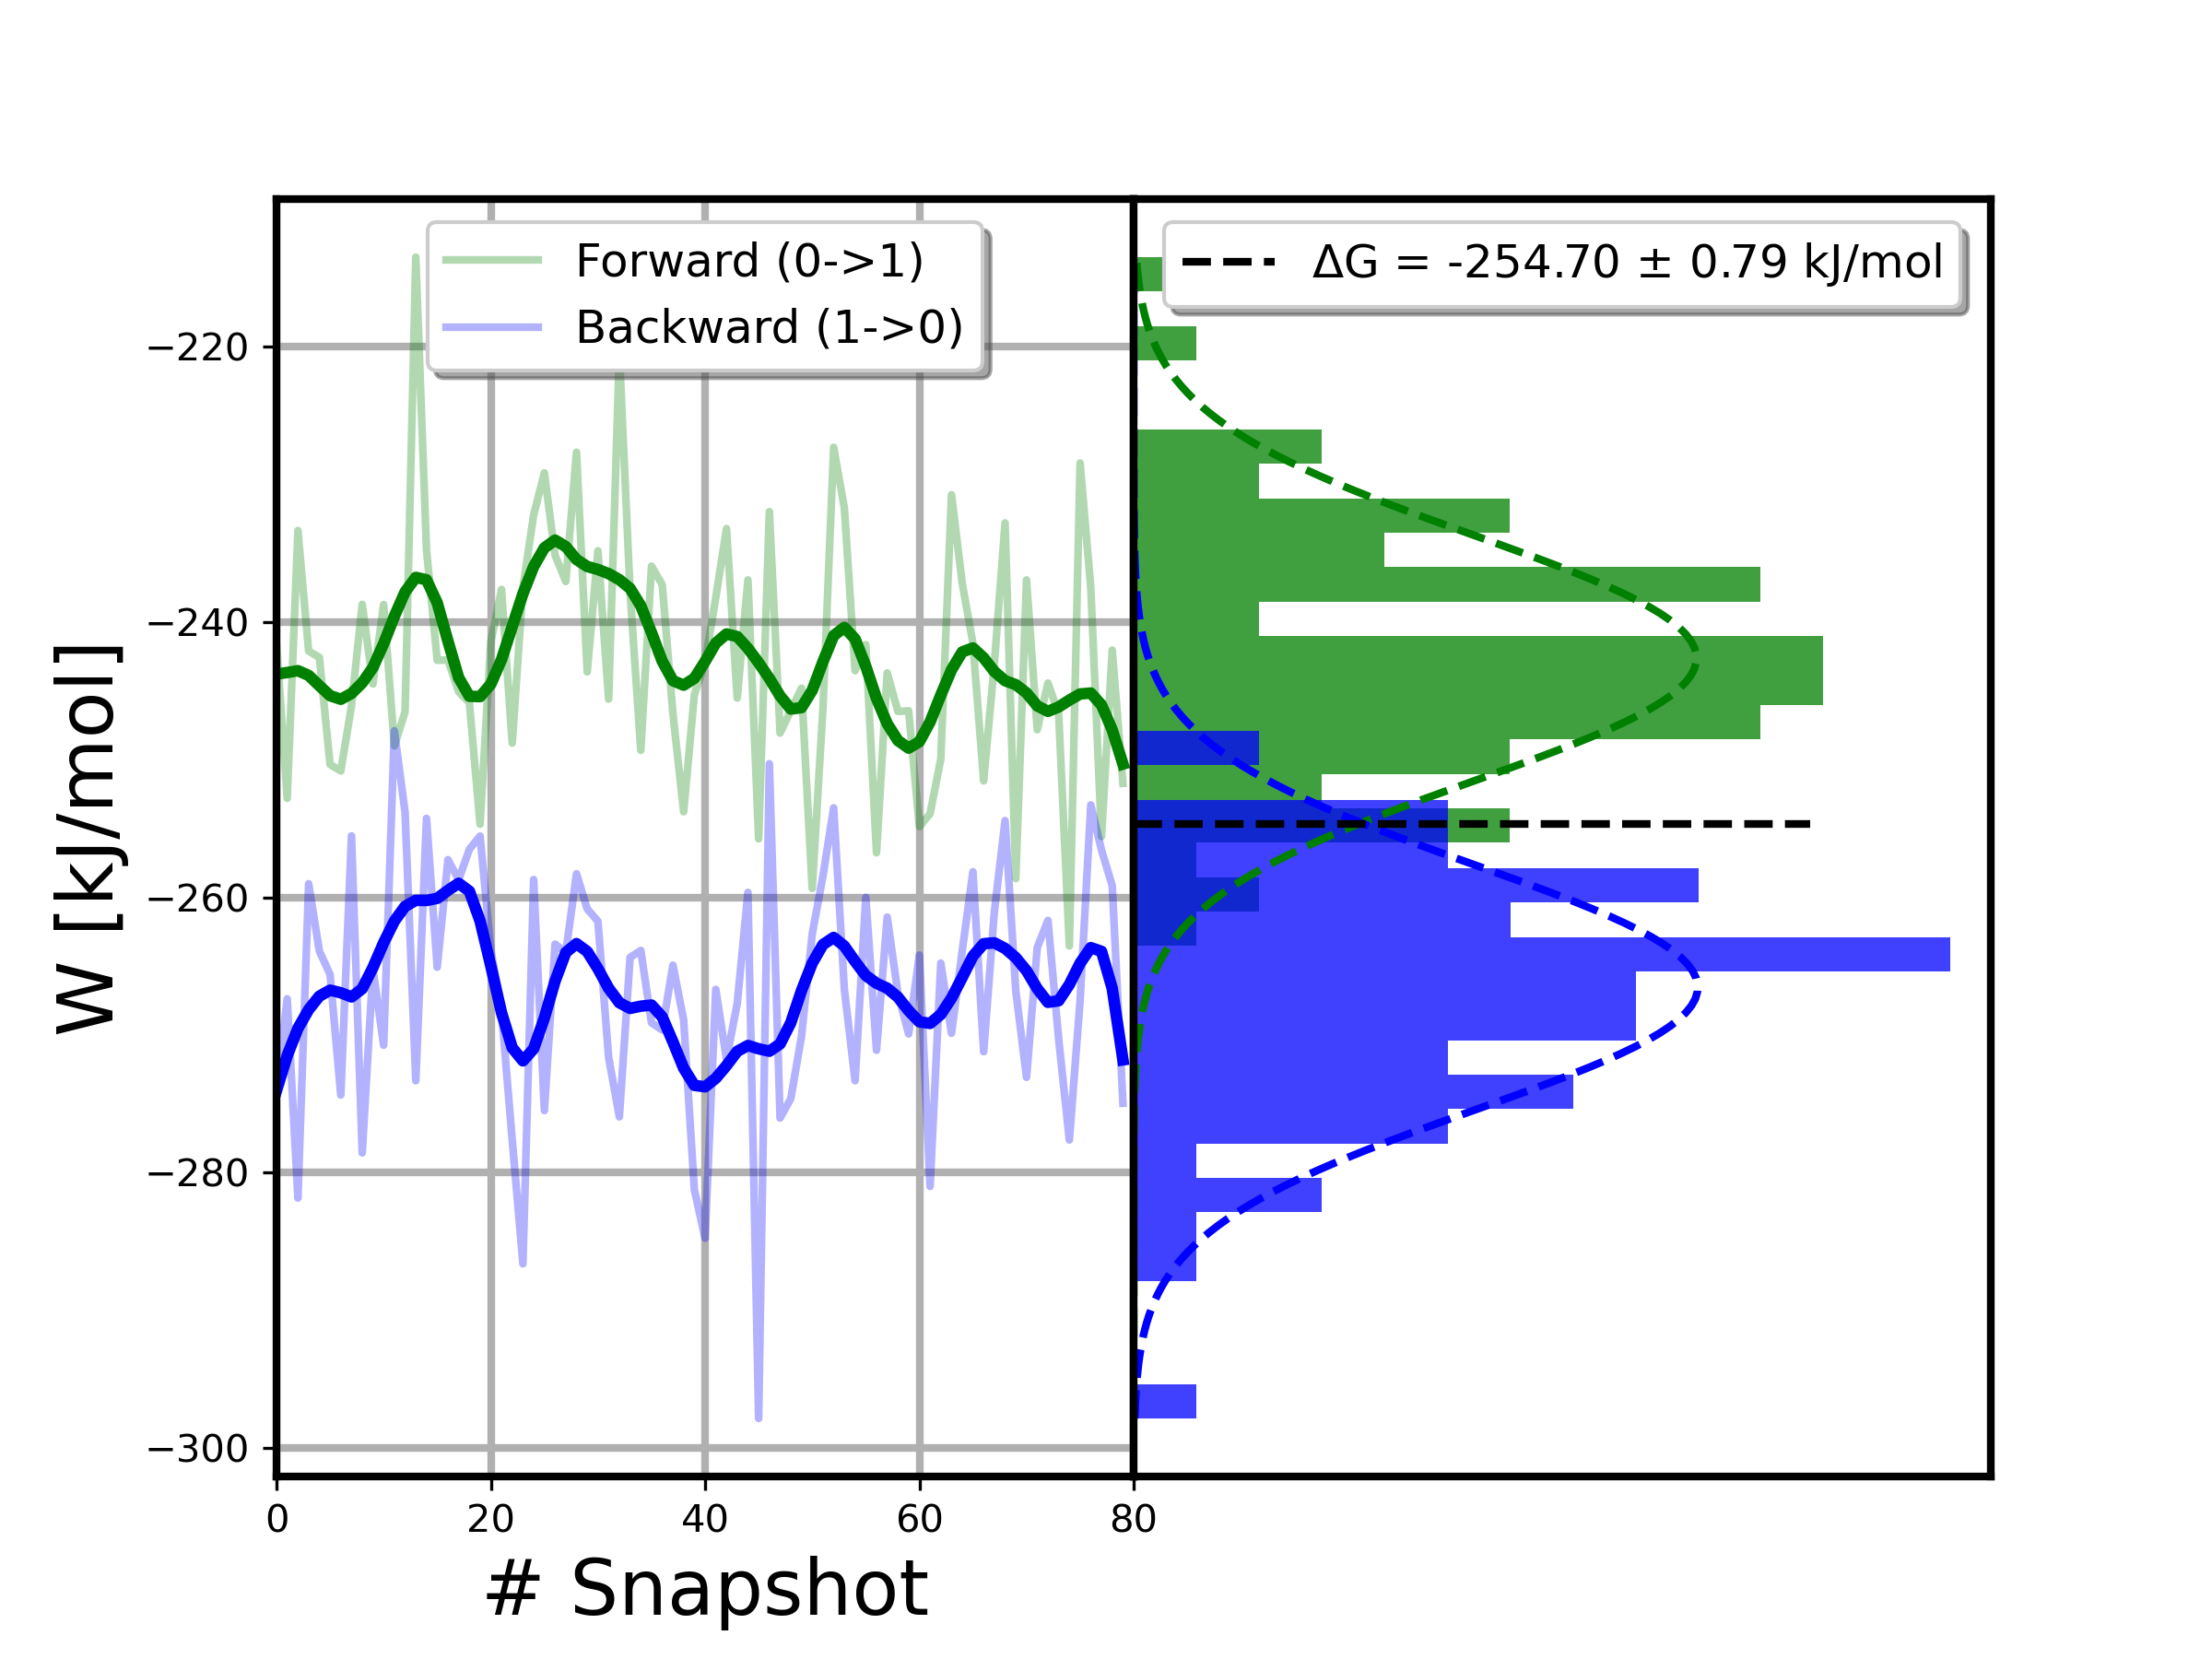 Forward (0->1)
Backward (1->0)
ΔG = -254.70 ± 0.79 kJ/mol
W [kJ/mol]
−220
−240
−260
−280
−300
0 20 40 60 80
# Snapshot